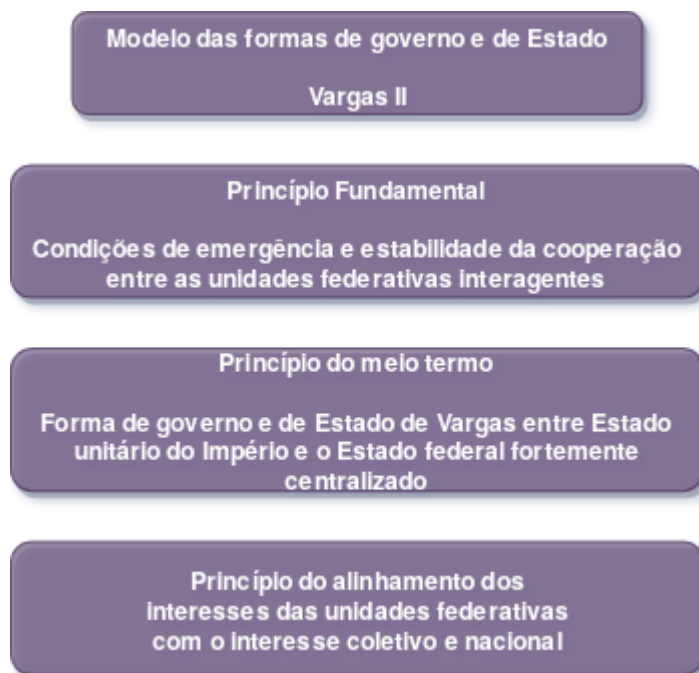 Modelo das formas de governo e de Estado
Vargas II
Princípio Fundamental
Condições de emergência e estabilidade da cooperação
entre as unidades federativas interagentes
Princípio do meio termo
Forma de governo e de Estado de Vargas entre Estado
unitário do Império e o Estado federal fortemente
centralizado
Princípio do alinhamento dos
interesses das unidades federativas
com o interesse coletivo e nacional